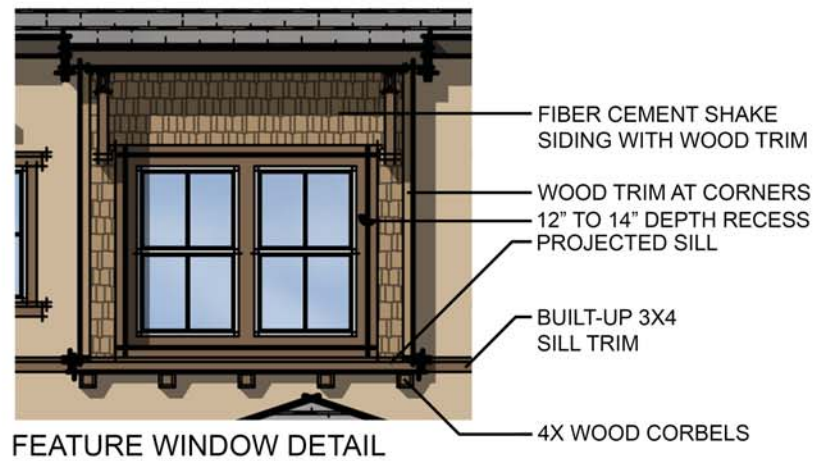 FIBER CEMENT SHAKE
SIDING WITH WOOD TRIM
WOOD TRIM AT CORNERS
12” TO 14” DEPTH RECESS
PROJECTED SILL
BUILT-UP 3X4
SILL TRIM
4X WOOD CORBELS
FEATURE WINDOW DETAIL